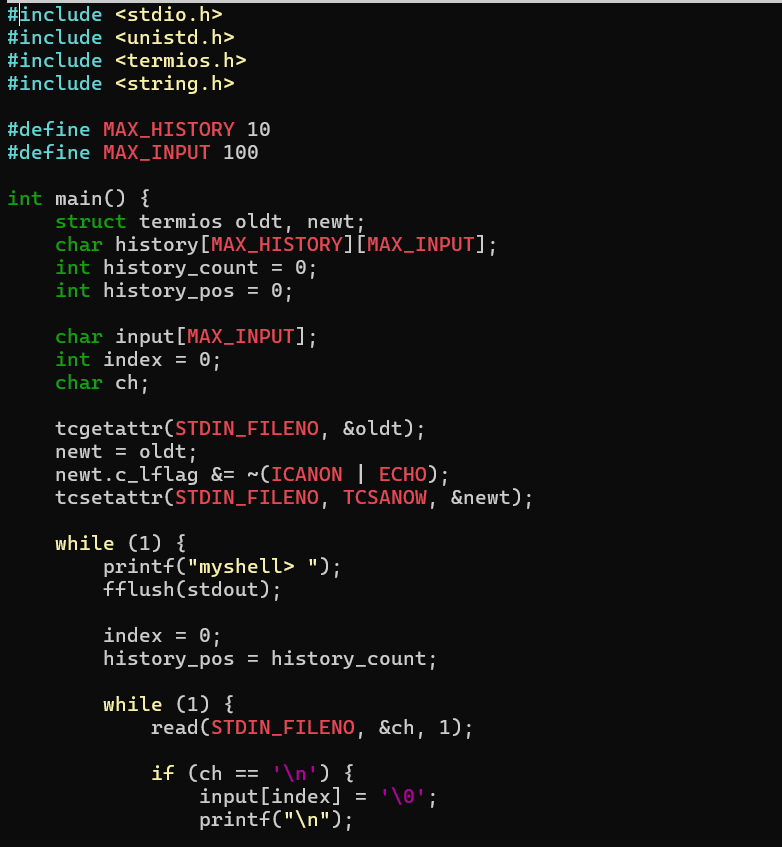 #include <stdio.h>
#include <unistd.h>
#include <termios.h>
#include <string.h>

#define MAX_HISTORY 10
#define MAX_INPUT 100

int main() {
    struct termios oldt, newt;
    char history[MAX_HISTORY][MAX_INPUT];
    int history_count = 0;
    int history_pos = 0;

    char input[MAX_INPUT];
    int index = 0;
    char ch;

    tcgetattr(STDIN_FILENO, &oldt);
    newt = oldt;
    newt.c_lflag &= ~(ICANON | ECHO);
    tcsetattr(STDIN_FILENO, TCSANOW, &newt);

    while (1) {
        printf("myshell> ");
        fflush(stdout);

        index = 0;
        history_pos = history_count;

        while (1) {
            read(STDIN_FILENO, &ch, 1);

            if (ch == '\n') {
                input[index] = '\0';
                printf("\n");